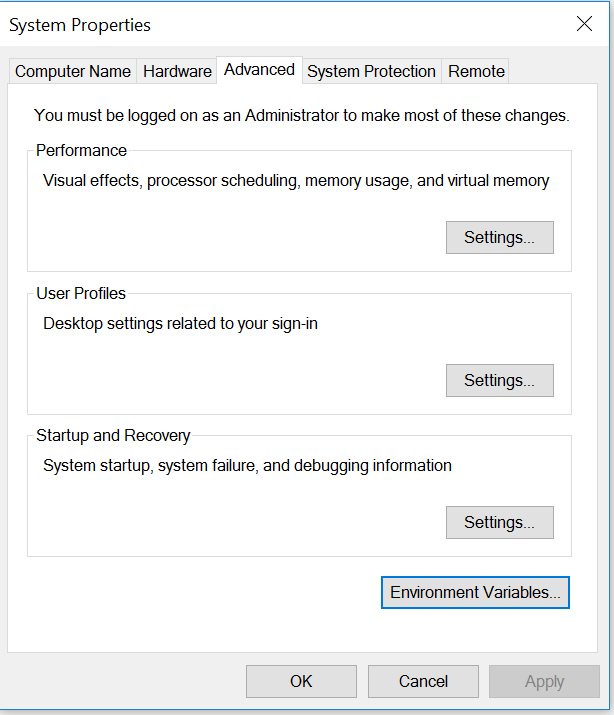 System Properties
Computer Name Hardware Advanced System Protection Remote
You must be logged on as an Administrator to make most of these changes.
Performance
Visual effects, processor scheduling, memory usage, and virtual memory
Settings...
User Profiles
Desktop settings related to your sign-in
Settings...
Startup and Recovery
System startup, system failure, and debugging information
Settings...
Environment Variables...
OK Cancel Apply